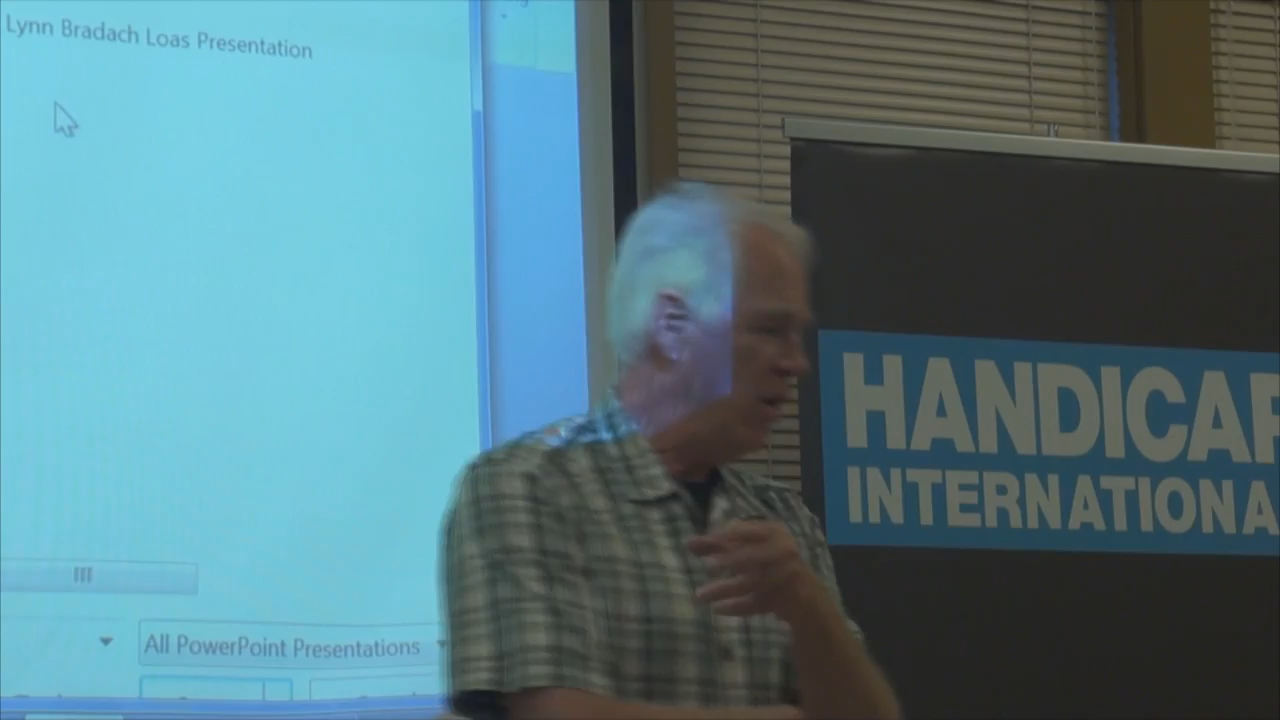 Lynn Bradach Loas Presentation
All PowerPoint Presentations
HANDICAP
INTERNATIONA